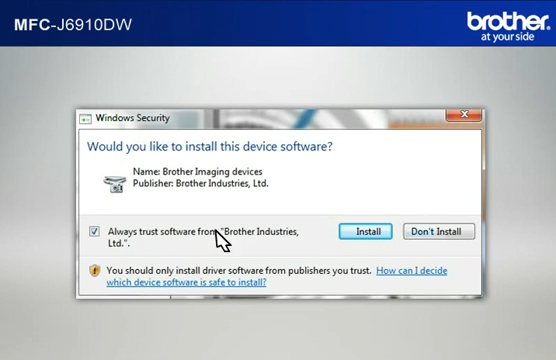 MFC-J6910DW
brother
at your side
Windows Security
Would you like to install this device software?
Name: Brother Imaging devices
Publisher: Brother Industries, Ltd.
Always trust software from "Brother Industries,
Ltd.".
Install
Don't Install
You should only install driver software from publishers you trust. How can I decide
which device software is safe to install?